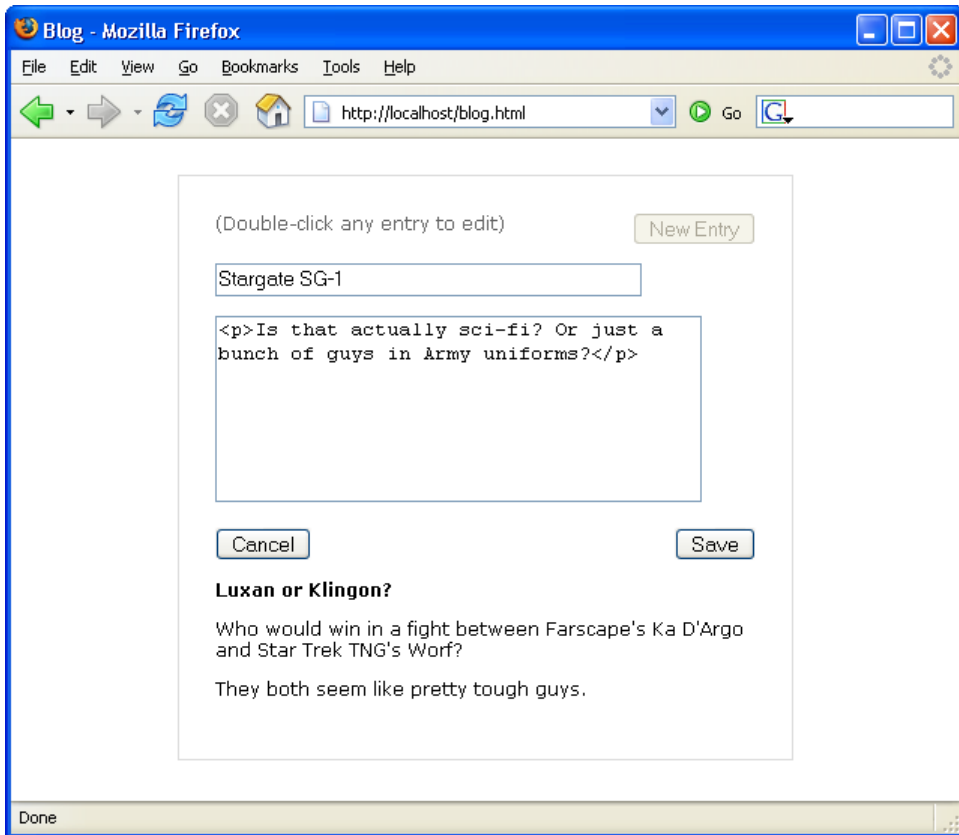 Blog - Mozilla Firefox
File Edit View Go Bookmarks Tools Help
http://localhost/blog.html Go G
(Double-click any entry to edit) New Entry
Stargate SG-1
<p>Is that actually sci-fi? Or just a
bunch of guys in Army uniforms?</p>
Cancel Save
Luxan or Klingon?
Who would win in a fight between Farscape's Ka D'Argo
and Star Trek TNG's Worf?
They both seem like pretty tough guys.
Done